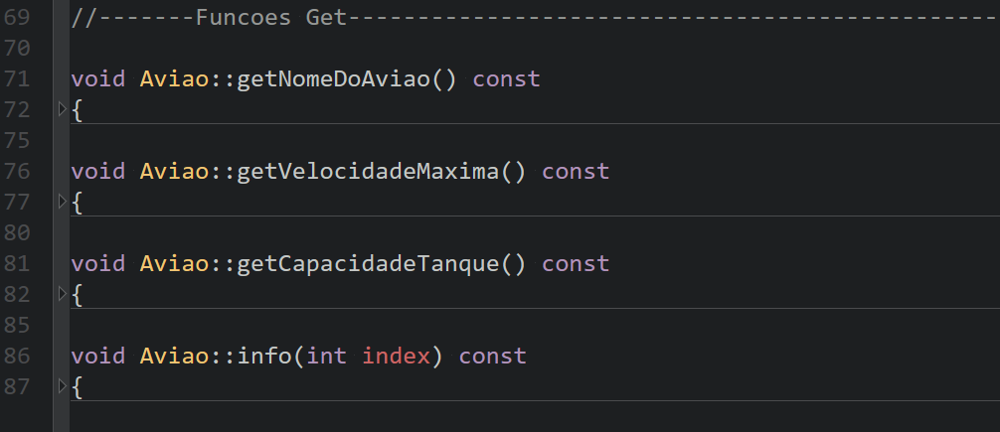 69 //-------Funcoes Get-----------------------------------------------
70
71 void Aviao::getNomeDoAviao() const
72 {
75
76 void Aviao::getVelocidadeMaxima() const
77 {
80
81 void Aviao::getCapacidadeTanque() const
82 {
85
86 void Aviao::info(int index) const
87 {